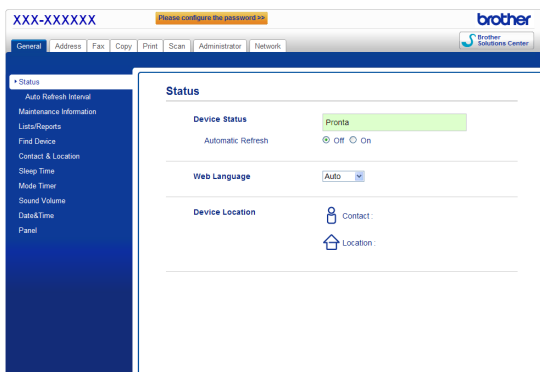 XXX-XXXXXX
Please configure the password >>
brother
General Address Fax Copy Print Scan Administrator Network
Brother Solutions Center
Status
Auto Refresh Interval
Maintenance Information
Lists/Reports
Find Device
Contact & Location
Sleep Time
Mode Timer
Sound Volume
Date&Time
Panel
Status
Device Status Pronta
Automatic Refresh Off On
Web Language Auto
Device Location Contact :
Location :